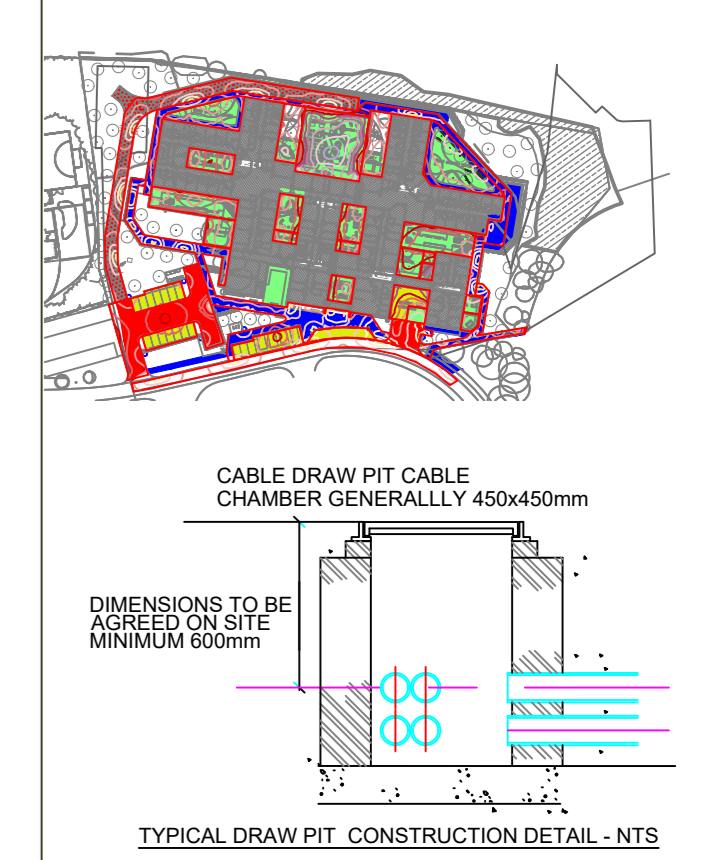 CABLE DRAW PIT CABLE
CHAMBER GENERALLLY 450x450mm
DIMENSIONS TO BE
AGREED ON SITE
MINIMUM 600mm
TYPICAL DRAW PIT CONSTRUCTION DETAIL - NTS